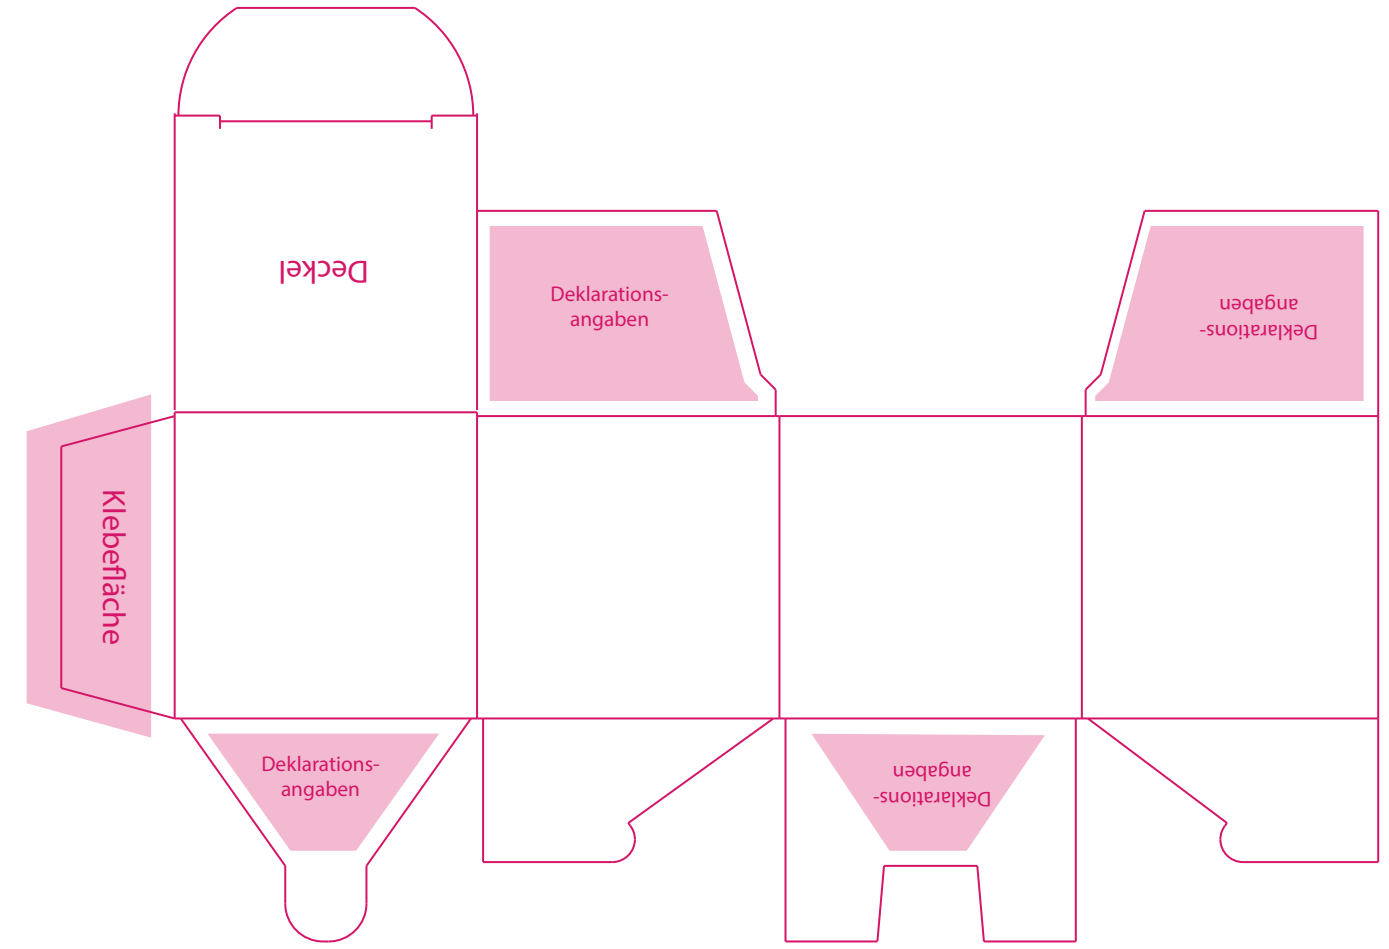 Deckel
Deklarations-
angaben
Deklarations-
angaben
Klebefläche
Deklarations-
angaben
Deklarations-
angaben